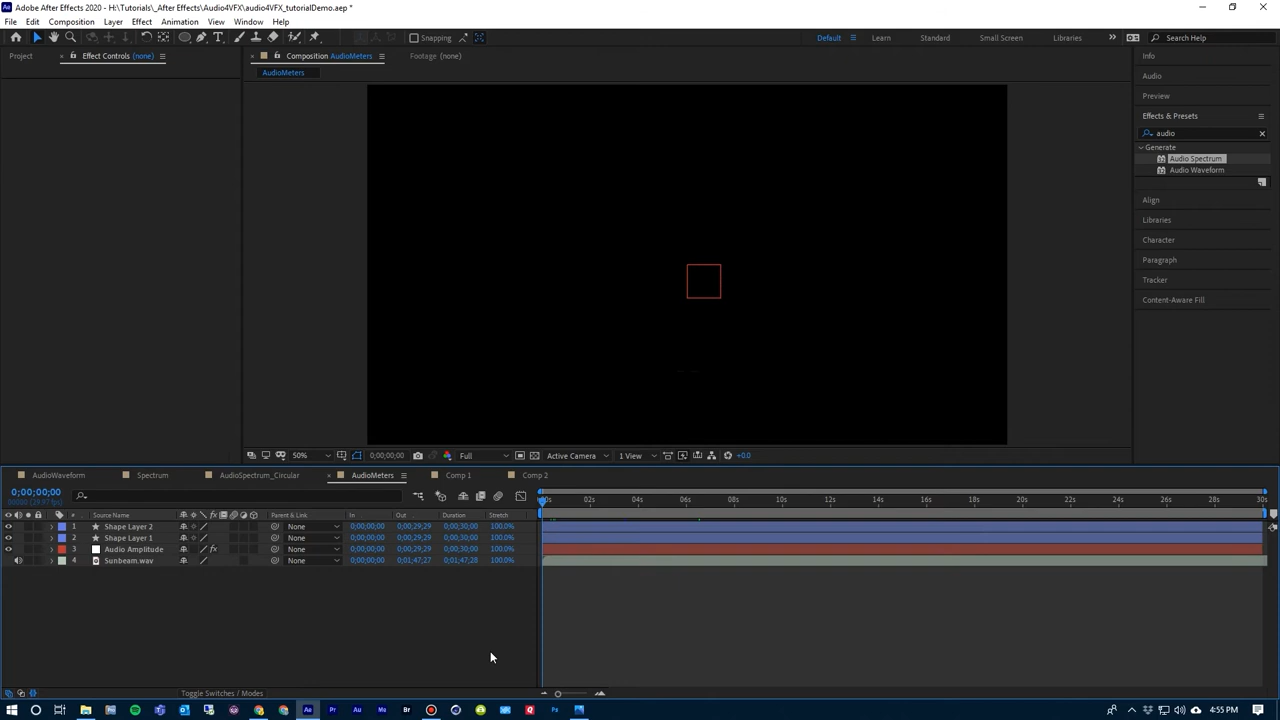 Adobe After Effects 2020 - H:\Tutorials\_After Effects\Audio4VFX\audio4VFX_tutorialDemo.aep *
File Edit Composition Layer Effect Animation View Window Help
Snapping
Default Learn Standard Small Screen Libraries Search Help
Project Effect Controls (none) Composition AudioMeters Footage (none)
AudioMeters
Info
Audio
Preview
Effects & Presets
audio
Generate
Audio Spectrum
Audio Waveform
Align
Libraries
Character
Paragraph
Tracker
Content-Aware Fill
50% 0;00;00;00 Full Active Camera 1 View +0.0
AudioWaveform Spectrum AudioSpectrum_Circular AudioMeters Comp 1 Comp 2
0;00;00;00
02s 04s 06s 08s 10s 12s 14s 16s 18s 20s 22s 24s 26s 28s 30s
# Source Name Parent & Link In Out Duration Stretch
1 Shape Layer 2 None 0;00;00;00 0;00;29;29 0;00;30;00 100.0%
2 Shape Layer 1 None 0;00;00;00 0;00;29;29 0;00;30;00 100.0%
3 Audio Amplitude fx None 0;00;00;00 0;00;29;29 0;00;30;00 100.0%
4 Sunbeam.wav None 0;00;00;00 0;01;47;27 0;01;47;28 100.0%
Toggle Switches / Modes
Ae Pr Au Me Br Ps 4:55 PM